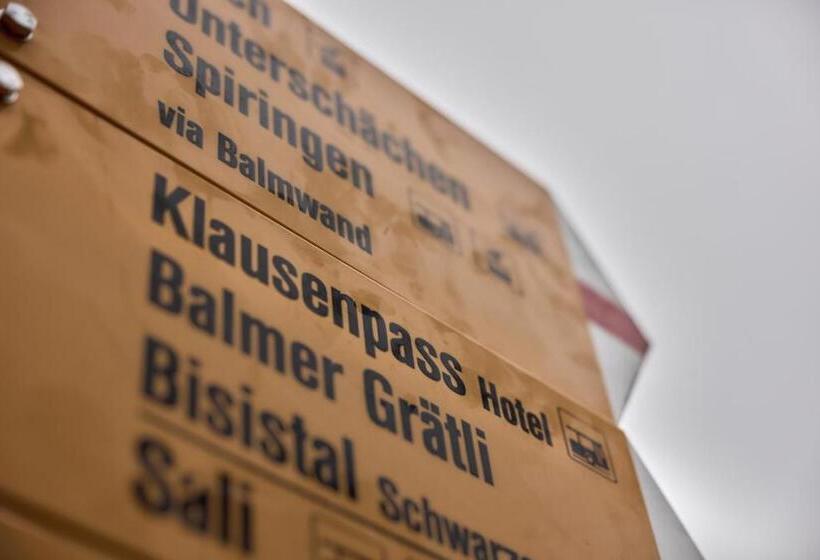 Unterschächen
Spiringen
via Balmwand
Klausenpass Hotel
Balmer Grätli
Bisistal
Sali